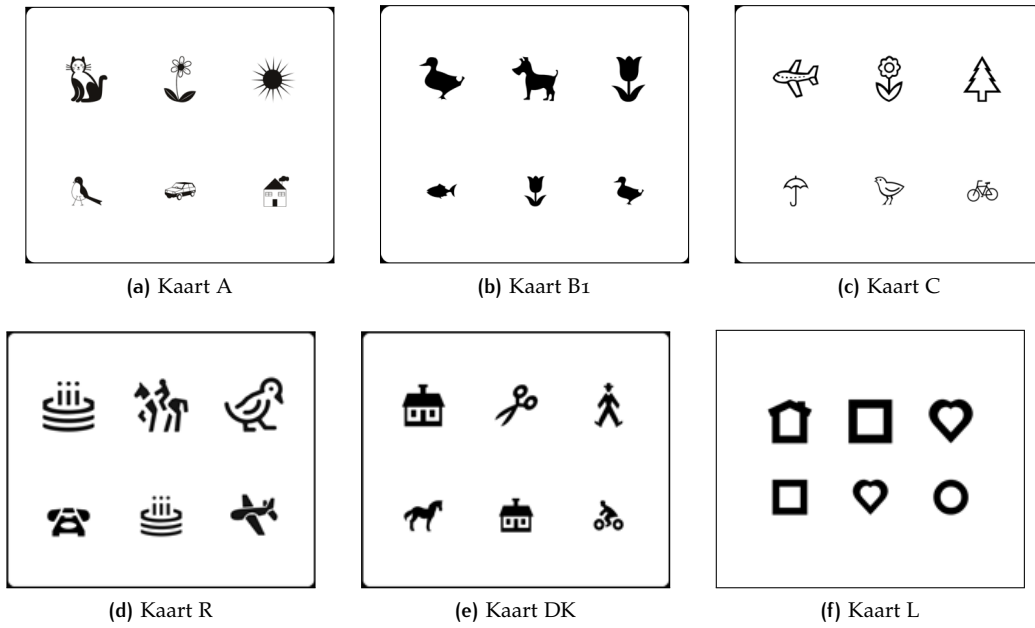 (a) Kaart A
(b) Kaart B1
(c) Kaart C
(d) Kaart R
(e) Kaart DK
(f) Kaart L